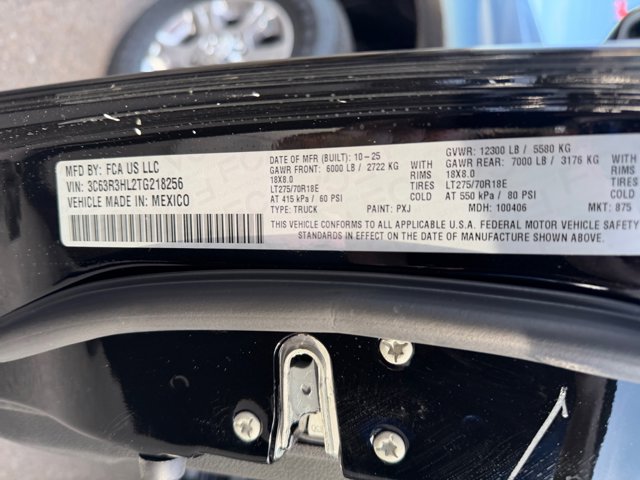 MFD BY: FCA US LLC
VIN: 3C63R3HL2TG218256
VEHICLE MADE IN: MEXICO
DATE OF MFR (BUILT): 10-25
GAWR FRONT: 6000 LB / 2722 KG WITH
18X8.0 RIMS
LT275/70R18E TIRES
AT 415 kPa / 60 PSI COLD
TYPE: TRUCK PAINT: PXJ
GVWR: 12300 LB / 5580 KG
GAWR REAR: 7000 LB / 3176 KG WITH
18X8.0 RIMS
LT275/70R18E TIRES
AT 550 kPa / 80 PSI COLD
MDH: 100406 MKT: 875
THIS VEHICLE CONFORMS TO ALL APPLICABLE U.S.A. FEDERAL MOTOR VEHICLE SAFETY
STANDARDS IN EFFECT ON THE DATE OF MANUFACTURE SHOWN ABOVE.